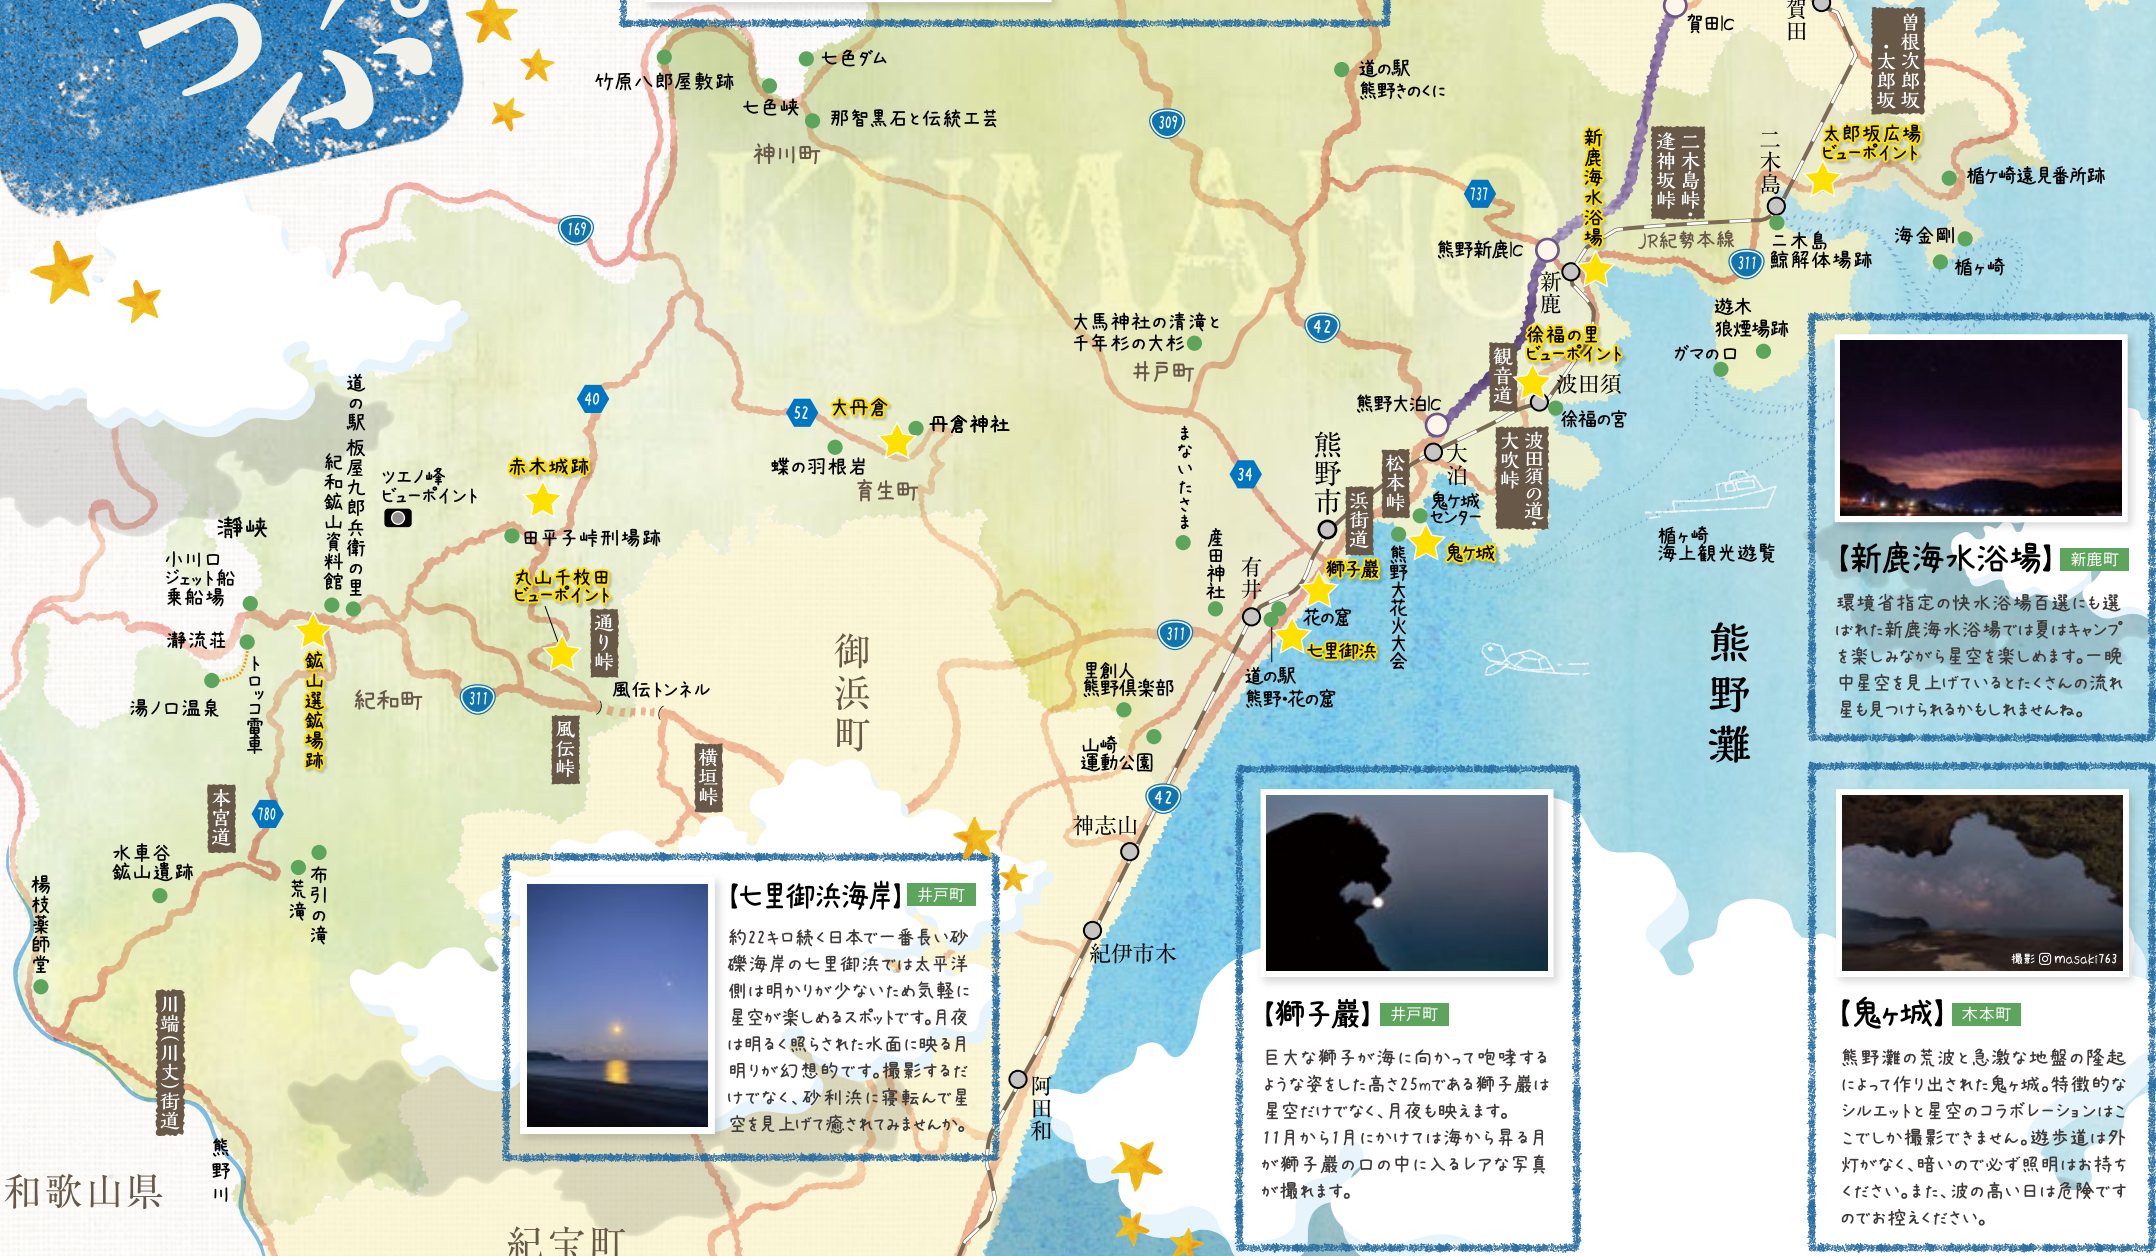 っぷ
KUMANO
賀田IC
賀田
曽根次郎坂
・太郎坂
七色ダム
竹原八郎屋敷跡
七色峡
那智黒石と伝統工芸
神川町
道の駅
熊野きのくに
309
169
737
新鹿海水浴場
二木島峠・
逢神坂峠
二木島
太郎坂広場
ビューポイント
楯ケ崎遠見番所跡
海金剛
楯ヶ崎
熊野新鹿IC
新鹿
JR紀勢本線
二木島
鯨解体場跡
311
遊木
狼煙場跡
ガマの口
大馬神社の清滝と
千年杉の大杉
井戸町
42
徐福の里
ビューポイント
観音道
波田須
徐福の宮
熊野大泊IC
波田須の道・
大吹峠
大泊
松本峠
40
52
大丹倉
丹倉神社
蝶の羽根岩
育生町
まないたさま
34
熊野市
浜街道
鬼ケ城
センター
鬼ケ城
熊野大花火大会
獅子巖
花の窟
七里御浜
産田神社
有井
道の駅
熊野・花の窟
311
里創人
熊野倶楽部
山崎
運動公園
42
神志山
紀伊市木
阿田和
道の駅 板屋九郎兵衛の里
紀和鉱山資料館
ツエノ峰
ビューポイント
赤木城跡
田平子峠刑場跡
丸山千枚田
ビューポイント
通り峠
風伝トンネル
風伝峠
横垣峠
御浜町
瀞峡
小川口
ジェット船
乗船場
瀞流荘
トロッコ電車
湯ノ口温泉
鉱山選鉱場跡
紀和町
311
本宮道
780
水車谷
鉱山遺跡
布引の滝
荒滝
楊枝薬師堂
川端(川丈)街道
熊野川
和歌山県
紀宝町
楯ヶ崎
海上観光遊覧
熊野灘
【新鹿海水浴場】 新鹿町
環境省指定の快水浴場百選にも選
ばれた新鹿海水浴場では夏はキャンプ
を楽しみながら星空を楽しめます。一晩
中星空を見上げているとたくさんの流れ
星も見つけられるかもしれませんね。
【七里御浜海岸】 井戸町
約22キロ続く日本で一番長い砂
礫海岸の七里御浜では太平洋
側は明かりが少ないため気軽に
星空が楽しめるスポットです。月夜
は明るく照らされた水面に映る月
明りが幻想的です。撮影するだ
けでなく、砂利浜に寝転んで星
空を見上げて癒されてみませんか。
【獅子巖】 井戸町
巨大な獅子が海に向かって咆哮する
ような姿をした高さ25mである獅子巖は
星空だけでなく、月夜も映えます。
11月から1月にかけては海から昇る月
が獅子巖の口の中に入るレアな写真
が撮れます。
撮影 masaki763
【鬼ヶ城】 木本町
熊野灘の荒波と急激な地盤の隆起
によって作り出された鬼ヶ城。特徴的な
シルエットと星空のコラボレーションはこ
こでしか撮影できません。遊歩道は外
灯がなく、暗いので必ず照明はお持ち
ください。また、波の高い日は危険です
のでお控えください。